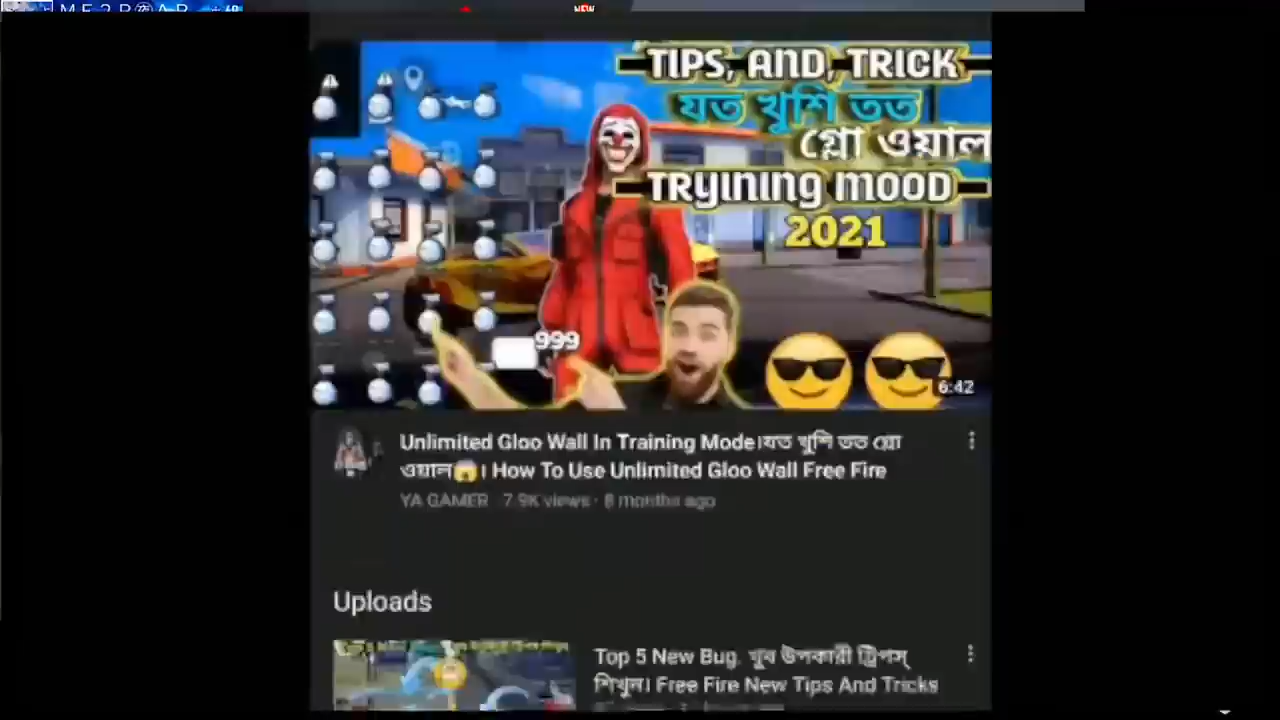 NEW
TIPS, AND, TRICK
যত খুশি তত
গ্লো ওয়াল
TRYINING MOOD
2021
999
6:42
Unlimited Gloo Wall In Training Mode।যত খুশি তত গ্লো
ওয়াল😱। How To Use Unlimited Gloo Wall Free Fire
YA GAMER · 7.9K views · 8 months ago
Uploads
Top 5 New Bug. খুব উপকারী ট্রিপস্
শিখুন। Free Fire New Tips And Tricks